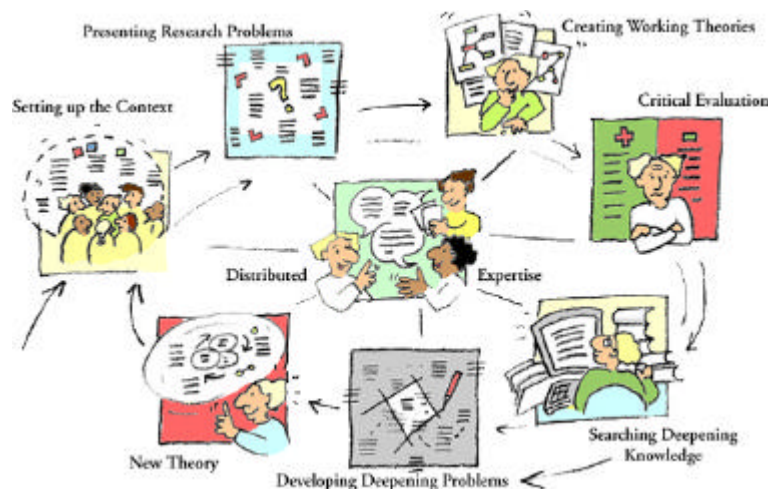 Presenting Research Problems
Creating Working Theories
Setting up the Context
Critical Evaluation
Distributed
Expertise
Searching Deepening
Knowledge
New Theory
Developing Deepening Problems